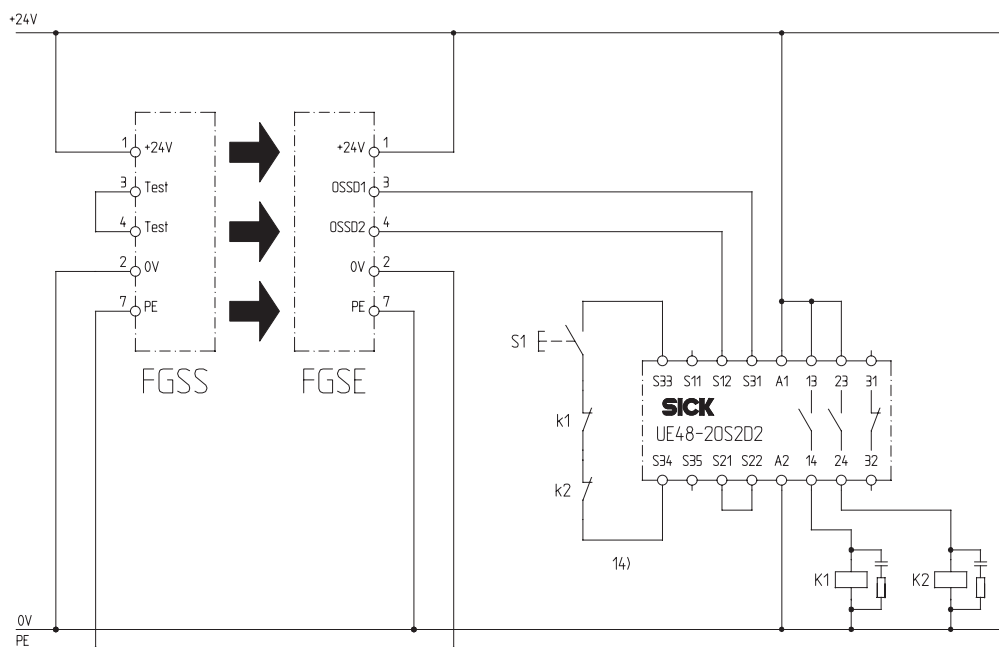 +24V
1 +24V +24V 1
3 Test OSSD1 3
4 Test OSSD2 4
2 0V 0V 2
7 PE PE 7
FGSS FGSE
S1
S33 S11 S12 S31 A1 13 23 31
SICK
UE48-20S2D2
k1
S34 S35 S21 S22 A2 14 24 32
k2
14)
K1 K2
0V
PE